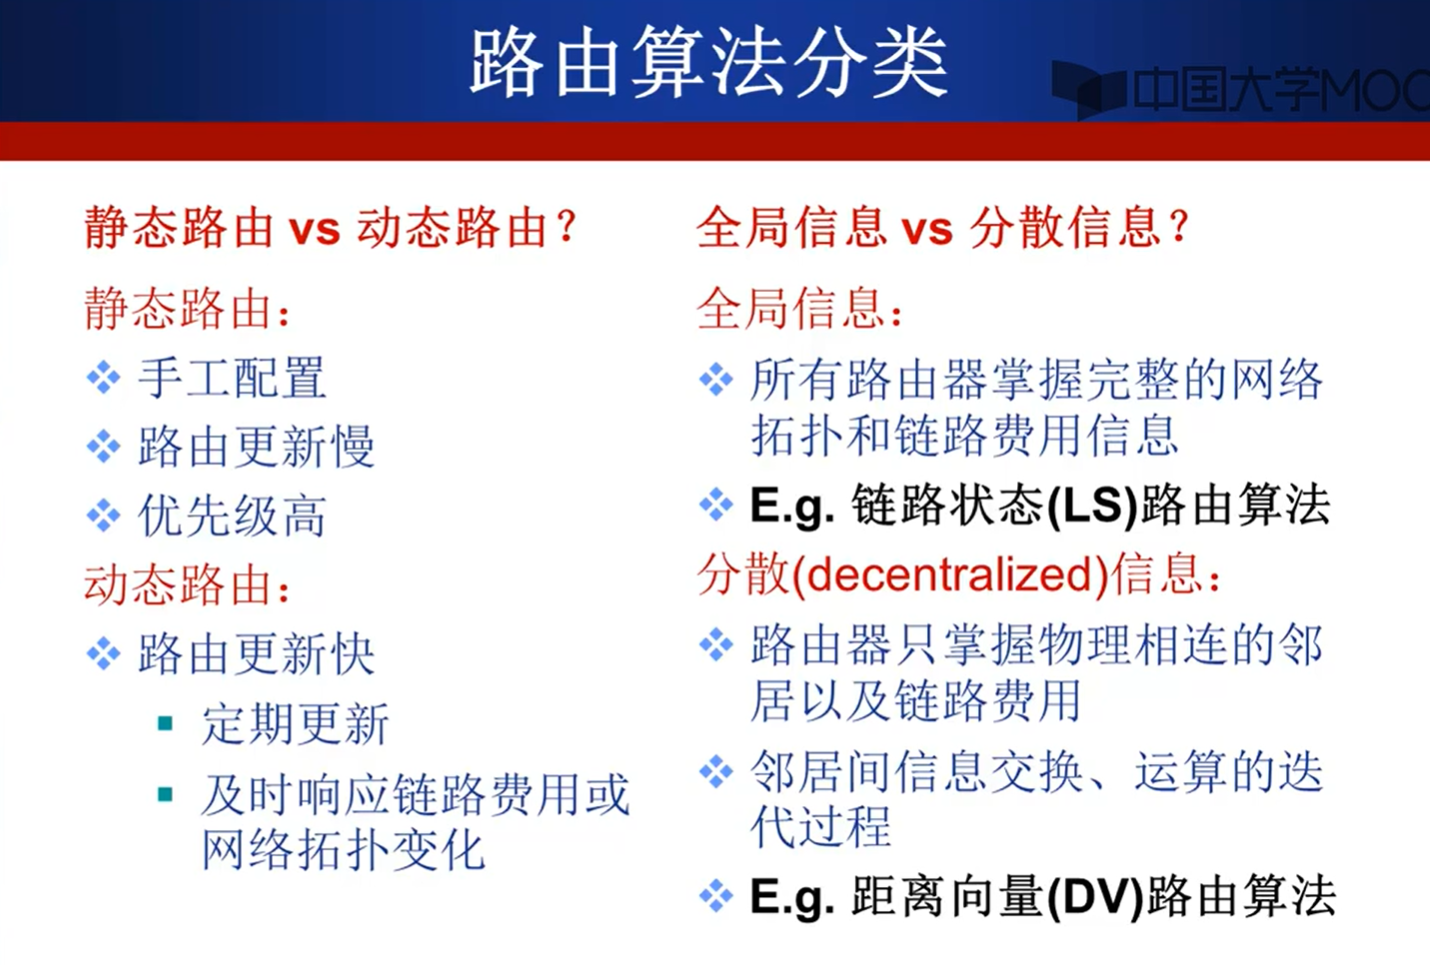 路由算法分类
中国大学MOO
静态路由 vs 动态路由？
静态路由：
手工配置
路由更新慢
优先级高
动态路由：
路由更新快
定期更新
及时响应链路费用或
网络拓扑变化
全局信息 vs 分散信息？
全局信息：
所有路由器掌握完整的网络
拓扑和链路费用信息
E.g. 链路状态(LS)路由算法
分散(decentralized)信息：
路由器只掌握物理相连的邻
居以及链路费用
邻居间信息交换、运算的迭
代过程
E.g. 距离向量(DV)路由算法